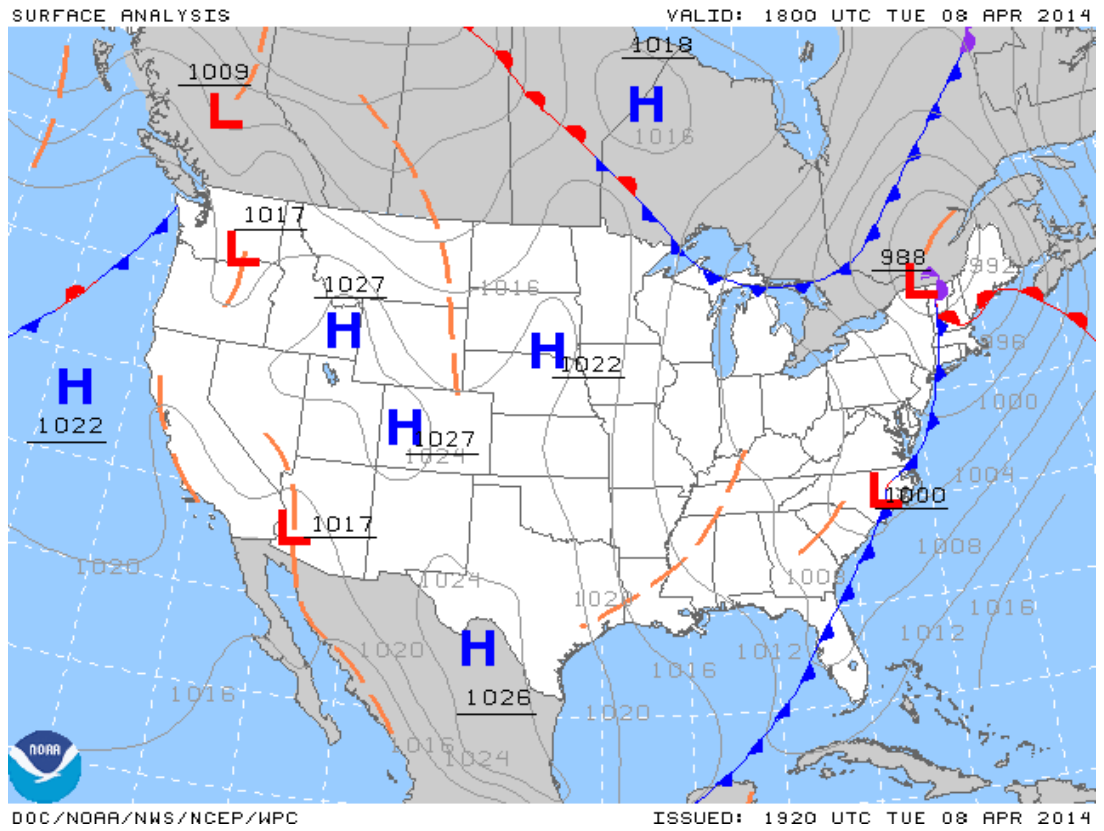 SURFACE ANALYSIS
VALID: 1800 UTC TUE 08 APR 2014
1018
1009
L
H
1016
1017
L
988
L
992
1027
1016
H
H
1022
996
H
1022
1000
H
1027
1024
1004
L
1000
L
1017
1008
1020
1024
1008
1020
1016
1020
H
1012
1012
1016
1016
1026
1020
1016
1024
NOAA
DOC/NOAA/NWS/NCEP/WPC
ISSUED: 1920 UTC TUE 08 APR 2014